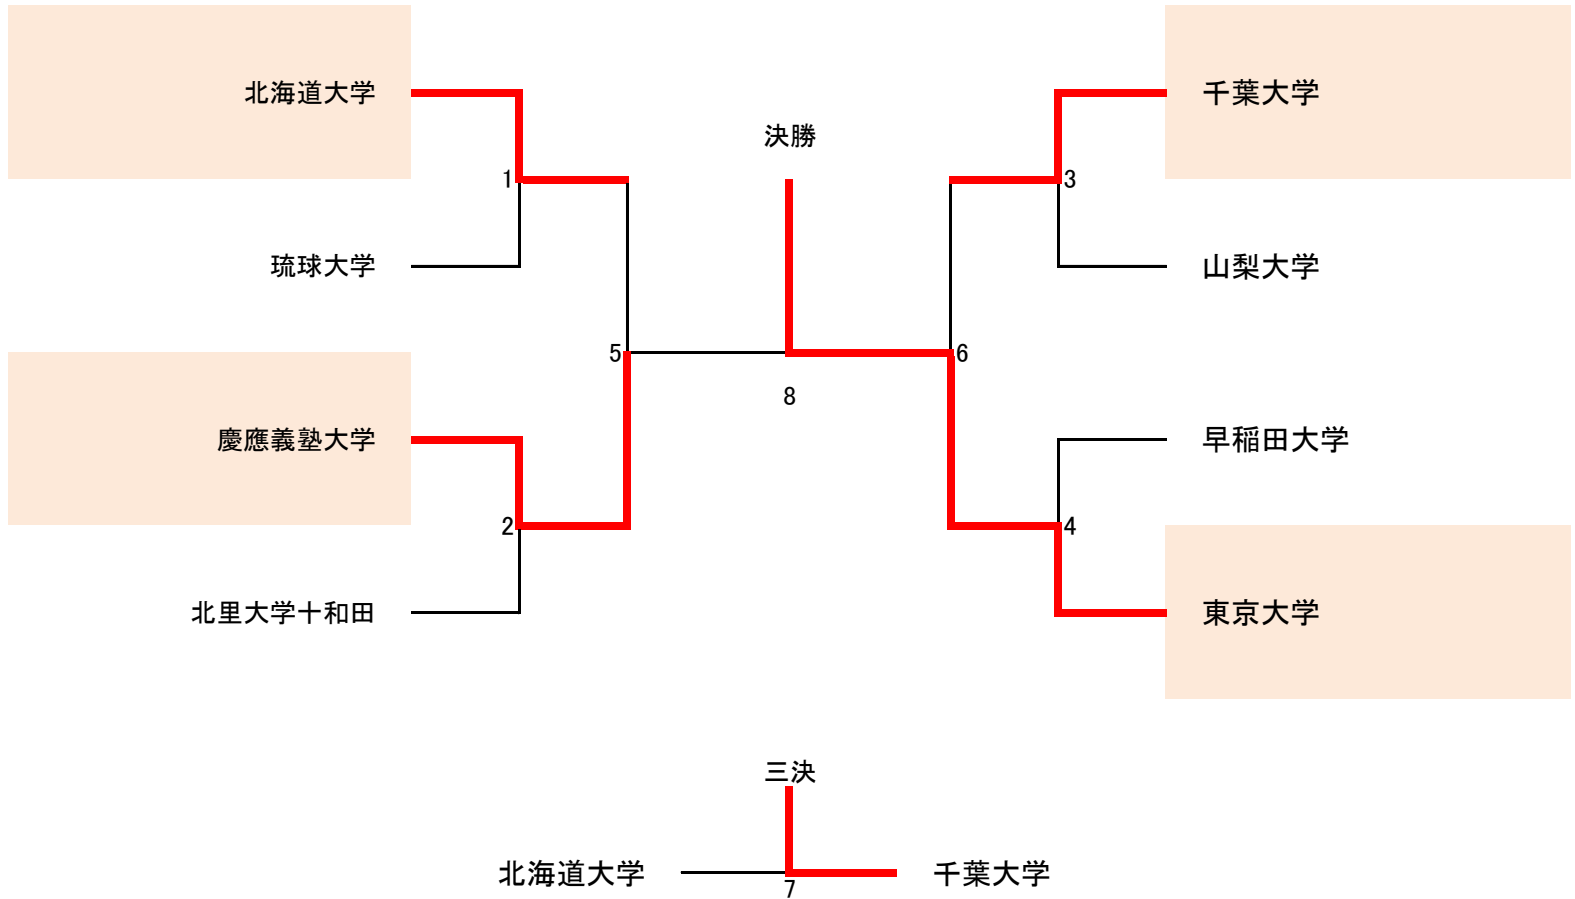 北海道大学
千葉大学
決勝
1
3
琉球大学
山梨大学
5
6
8
慶應義塾大学
早稲田大学
2
4
北里大学十和田
東京大学
三決
北海道大学
千葉大学
7